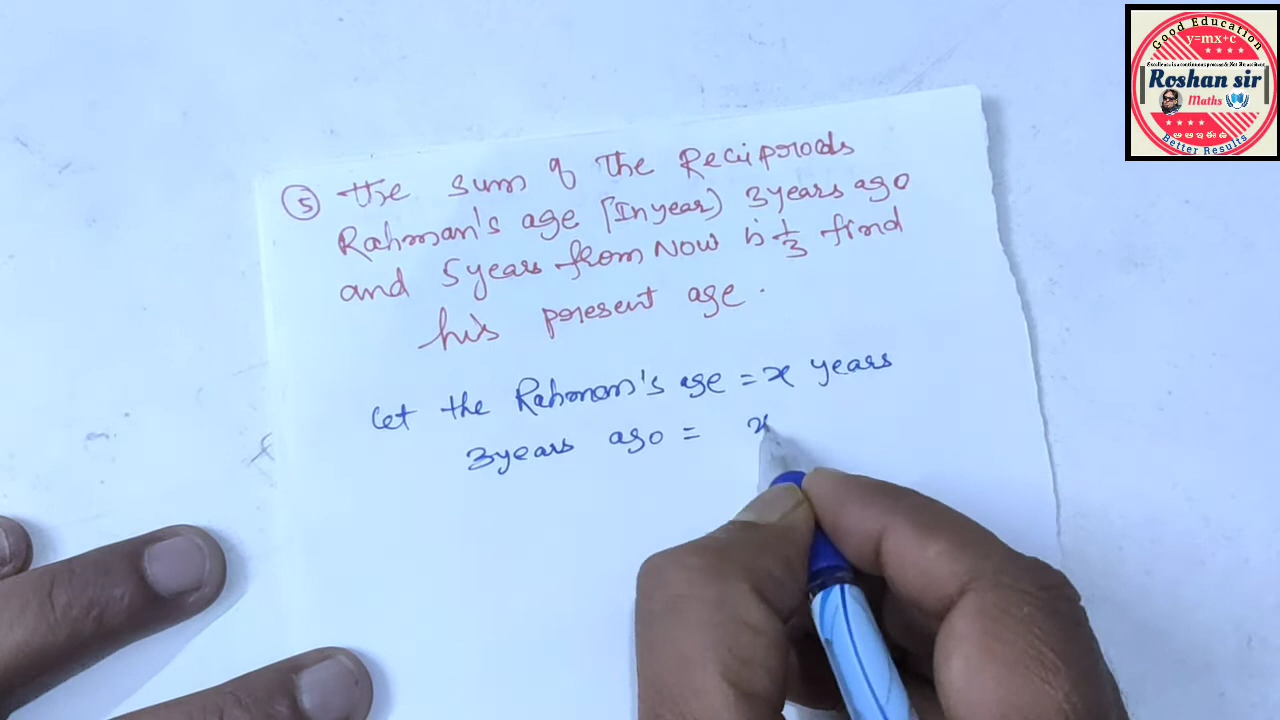 ⑤ The sum of the Reciprocals
Rahman's age [In year) 3years ago
and 5years from Now is 1/3 find
his present age.
Let the Rahman's age = x years
3years ago = x
Good Education
y=mx+c
Roshan sir
Maths
Better Results